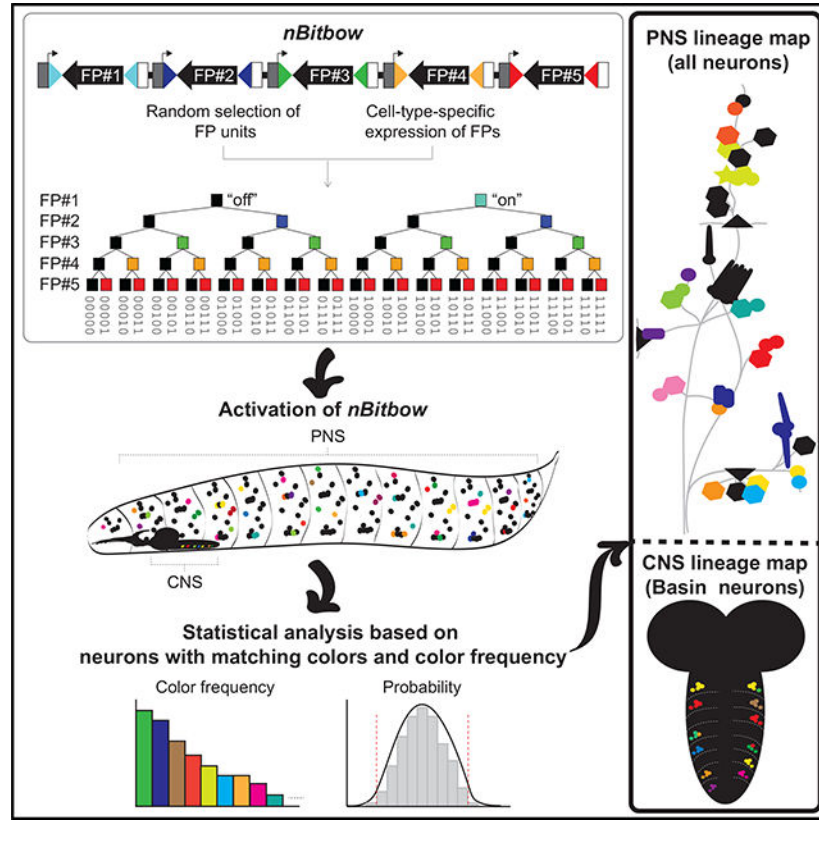 nBitbow
FP#1 FP#2 FP#3 FP#4 FP#5
Random selection of
FP units
Cell-type-specific
expression of FPs
FP#1 "off" "on"
FP#2
FP#3
FP#4
FP#5
00000 00001 00010 00011 00100 00101 00110 00111 01000 01001 01010 01011 01100 01101 01110 01111 10000 10001 10010 10011 10100 10101 10110 10111 11000 11001 11010 11011 11100 11101 11110 11111
Activation of nBitbow
PNS
CNS
Statistical analysis based on
neurons with matching colors and color frequency
Color frequency
Probability
PNS lineage map
(all neurons)
CNS lineage map
(Basin neurons)